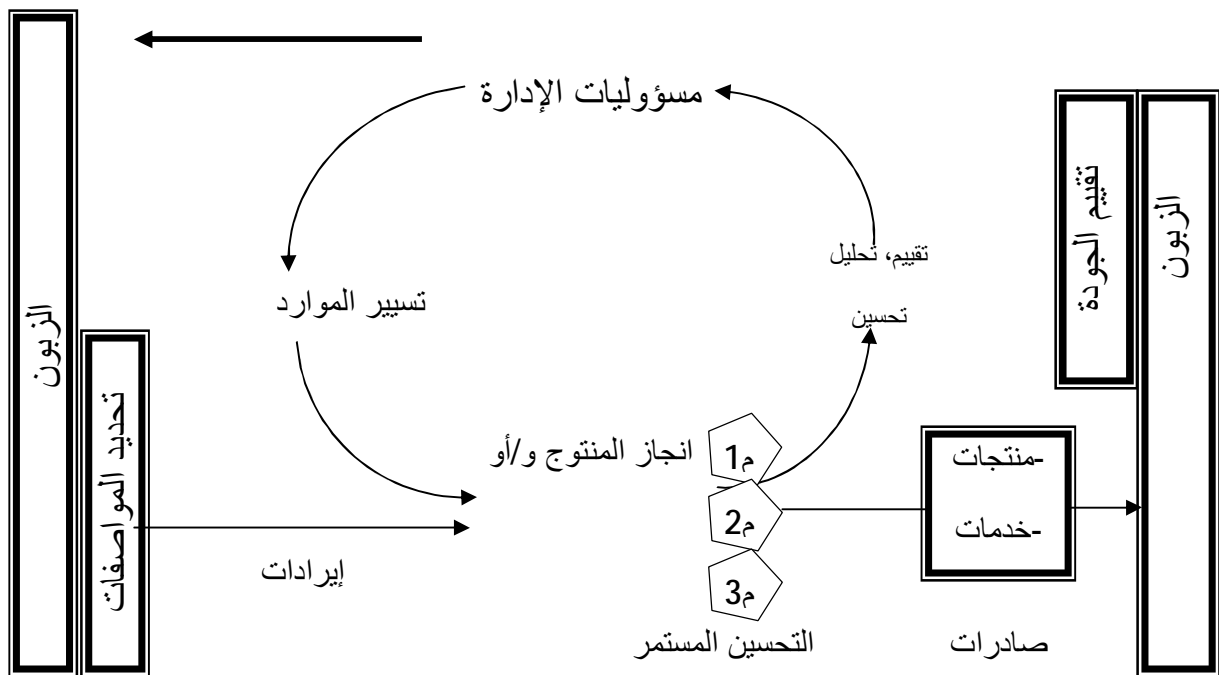 مسؤوليات الإدارة
الزبون
تقييم الجودة
الزبون
تقييم، تحليل
تحسين
تسيير الموارد
تحديد المواصفات
انجاز المنتوج و/أو
م1
م2
م3
-منتجات
-خدمات
إيرادات
التحسين المستمر
صادرات